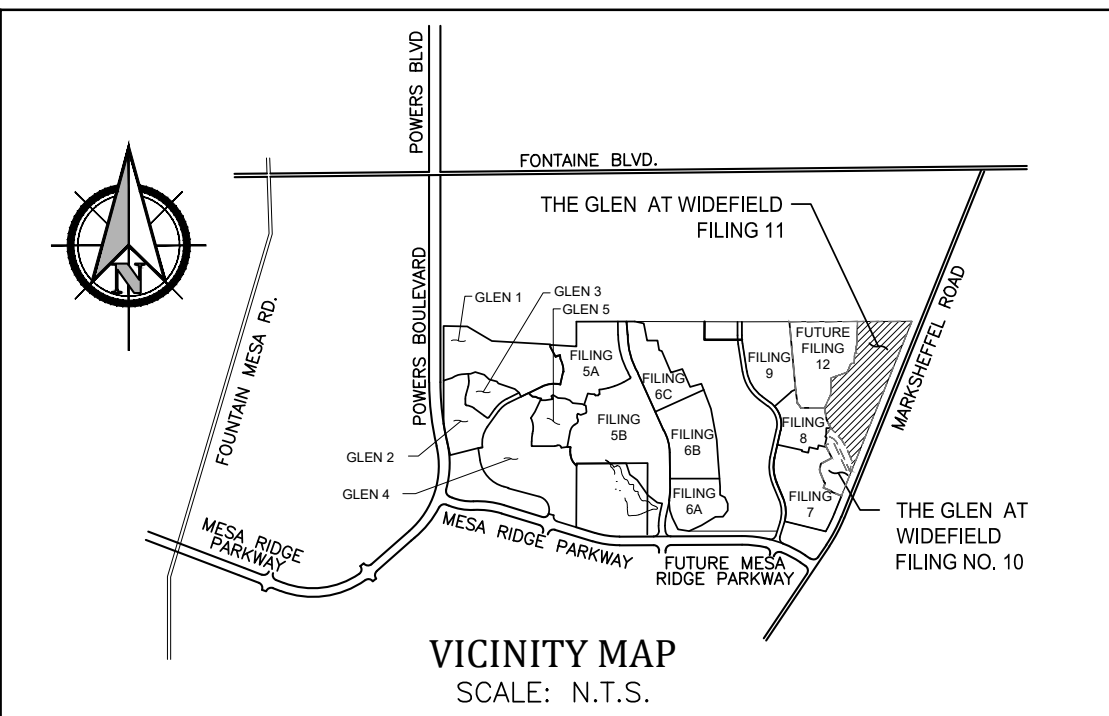 POWERS BLVD
FONTAINE BLVD.
THE GLEN AT WIDEFIELD
FILING 11
N
FOUNTAIN MESA RD.
POWERS BOULEVARD
MARKSHEFFEL ROAD
GLEN 1
GLEN 3
GLEN 5
FILING
5A
FILING
9
FUTURE
FILING
12
FILING
6C
FILING
5B
FILING
6B
FILING
8
GLEN 2
GLEN 4
FILING
6A
FILING
7
THE GLEN AT
WIDEFIELD
FILING NO. 10
MESA RIDGE
PARKWAY
MESA RIDGE PARKWAY
FUTURE MESA
RIDGE PARKWAY
VICINITY MAP
SCALE: N.T.S.